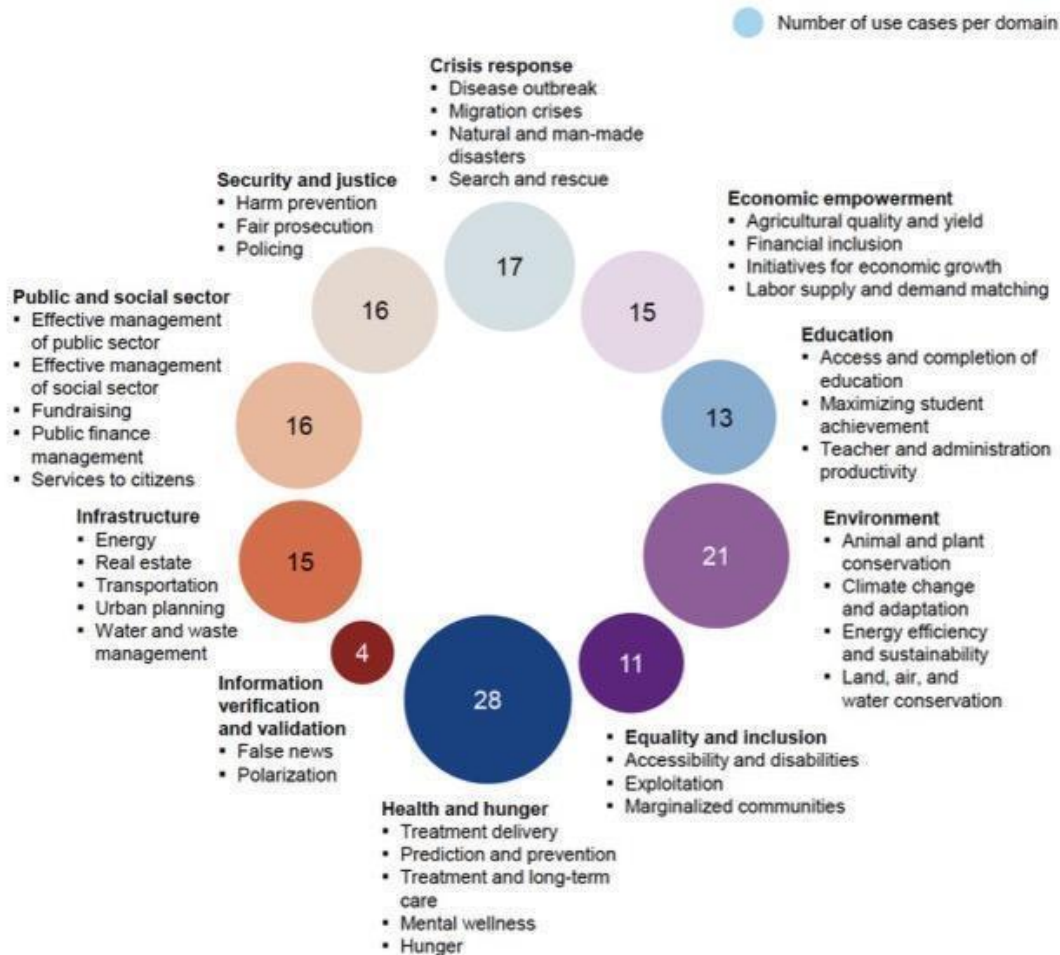 Number of use cases per domain
Crisis response
▪ Disease outbreak
▪ Migration crises
▪ Natural and man-made
disasters
▪ Search and rescue
17
Economic empowerment
▪ Agricultural quality and yield
▪ Financial inclusion
▪ Initiatives for economic growth
▪ Labor supply and demand matching
15
Education
▪ Access and completion of
education
▪ Maximizing student
achievement
▪ Teacher and administration
productivity
13
Environment
▪ Animal and plant
conservation
▪ Climate change
and adaptation
▪ Energy efficiency
and sustainability
▪ Land, air, and
water conservation
21
▪ Equality and inclusion
▪ Accessibility and disabilities
▪ Exploitation
▪ Marginalized communities
11
Health and hunger
▪ Treatment delivery
▪ Prediction and prevention
▪ Treatment and long-term
care
▪ Mental wellness
▪ Hunger
28
Information
verification
and validation
▪ False news
▪ Polarization
4
Infrastructure
▪ Energy
▪ Real estate
▪ Transportation
▪ Urban planning
▪ Water and waste
management
15
Public and social sector
▪ Effective management
of public sector
▪ Effective management
of social sector
▪ Fundraising
▪ Public finance
management
▪ Services to citizens
16
Security and justice
▪ Harm prevention
▪ Fair prosecution
▪ Policing
16